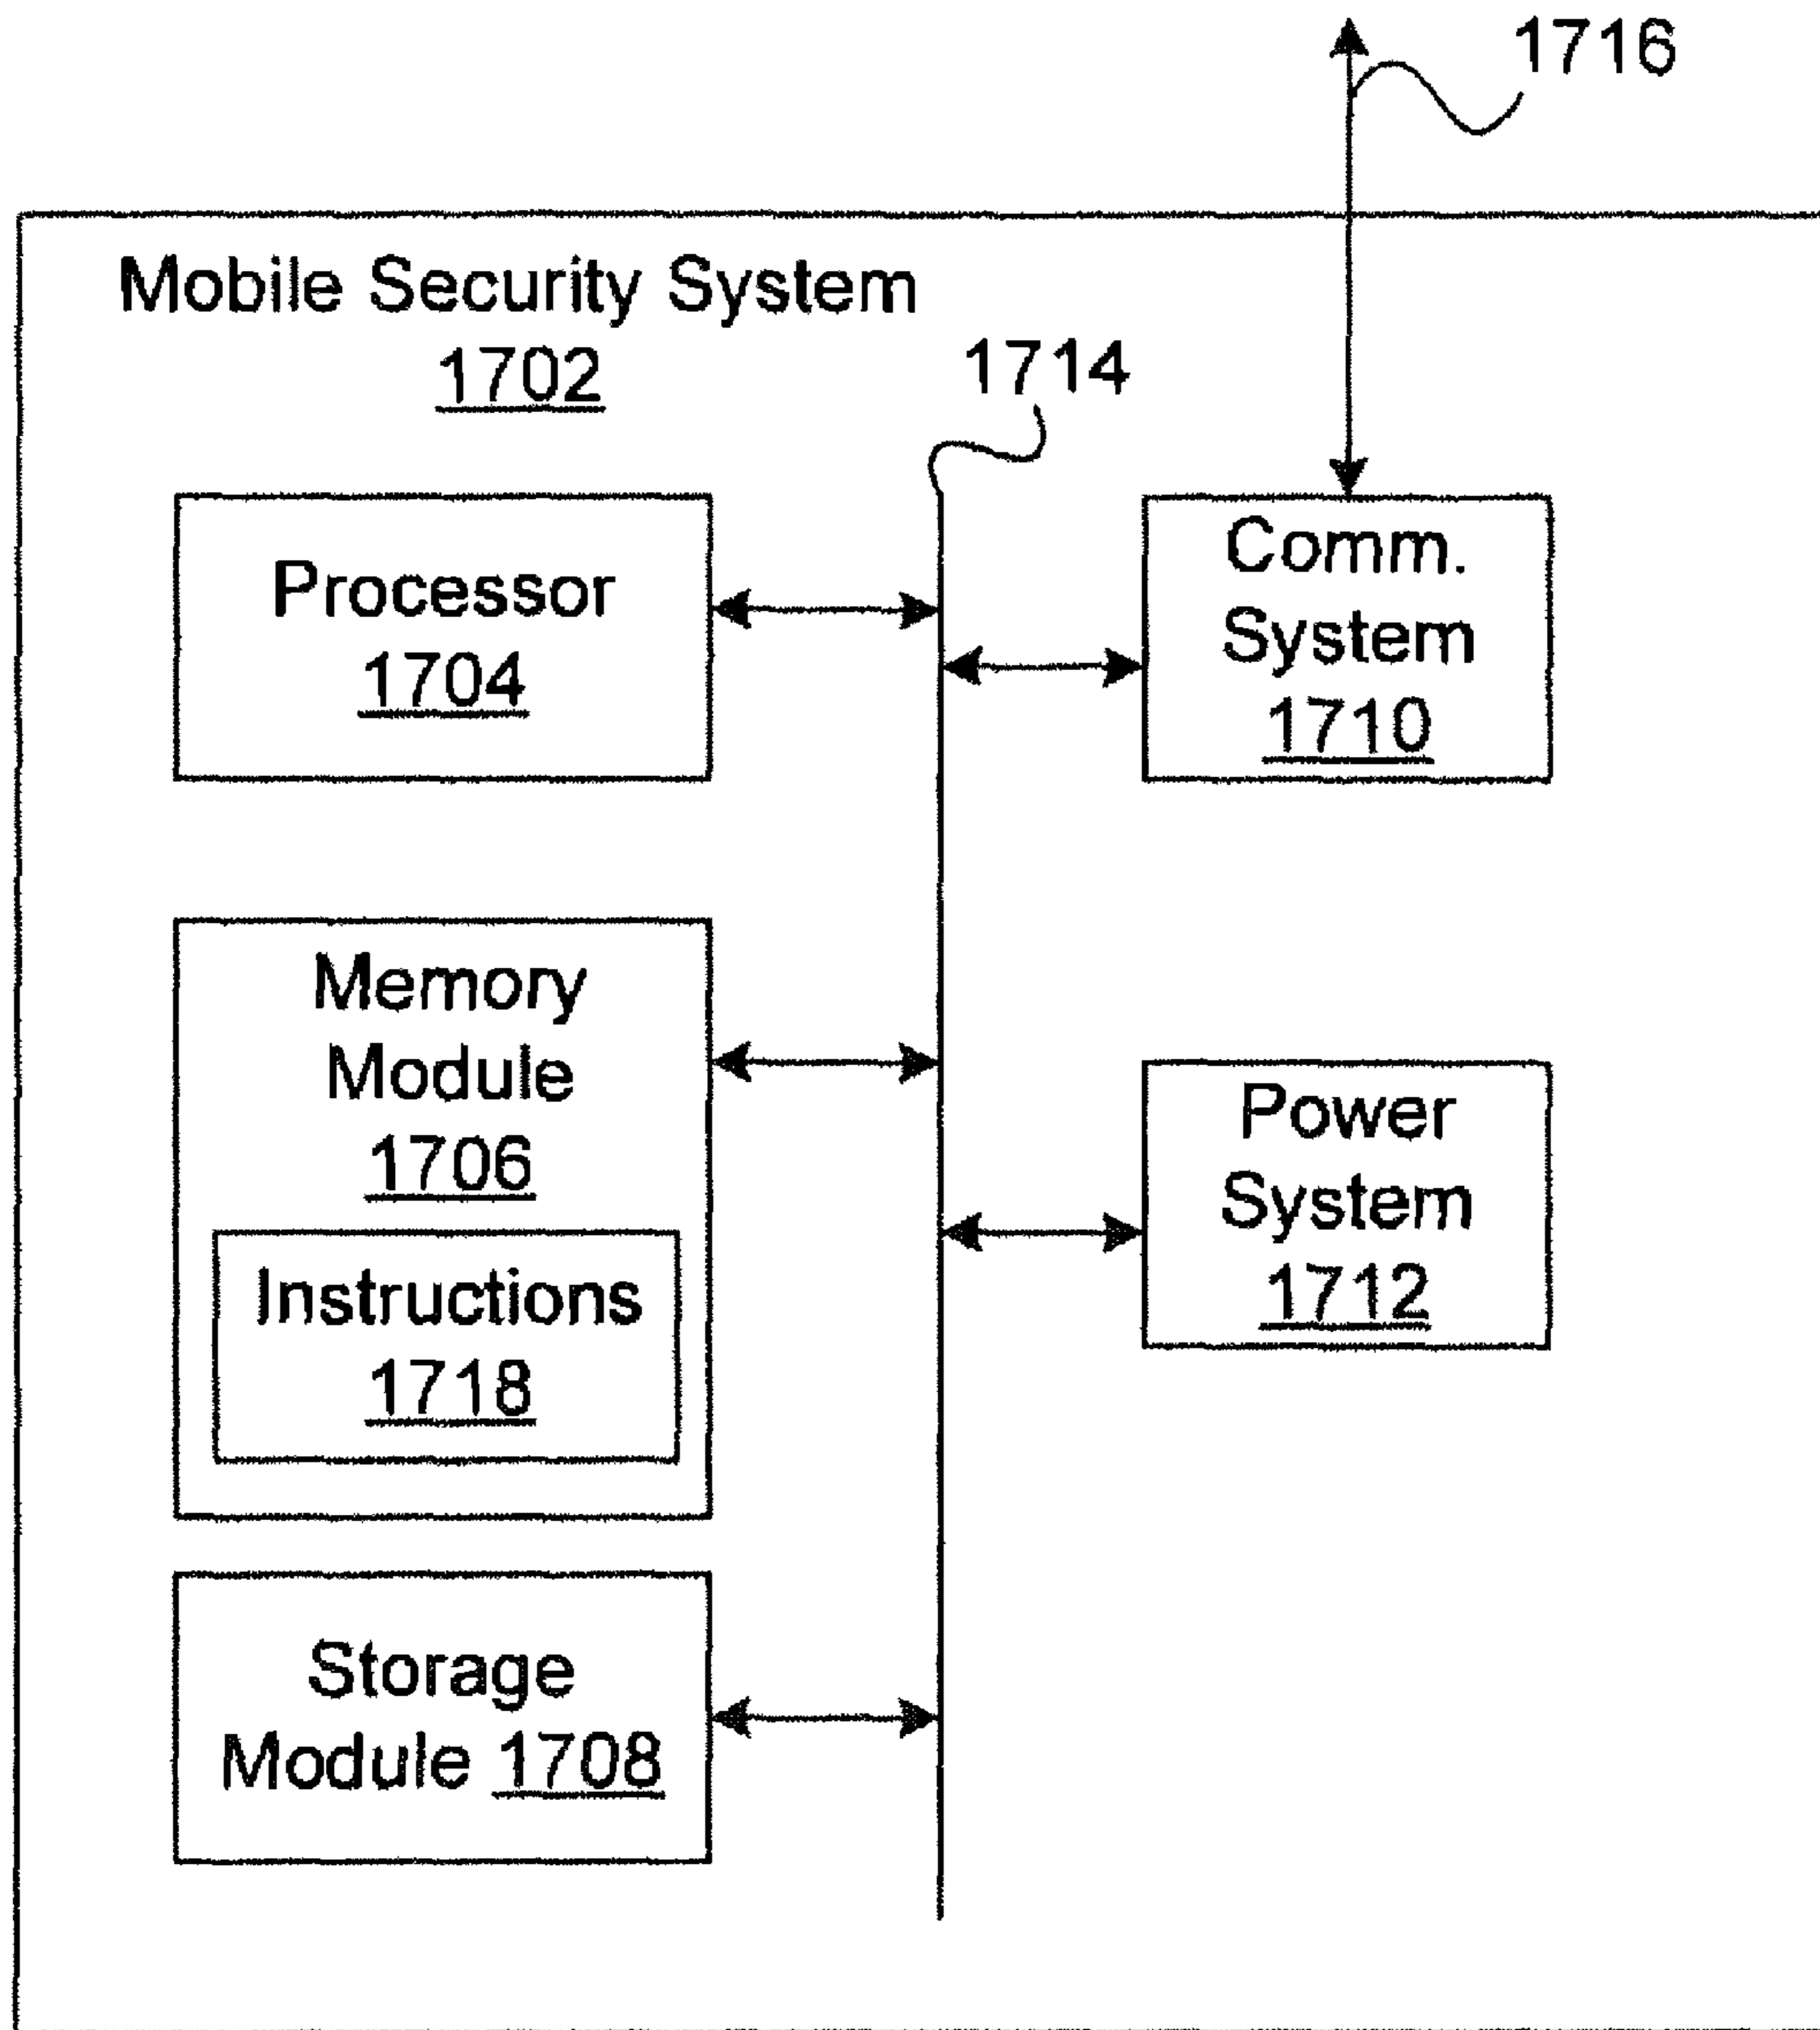 1716
Mobile Security System
1702
1714
Processor
1704
Comm.
System
1710
Memory
Module
1706
Instructions
1718
Power
System
1712
Storage
Module 1708